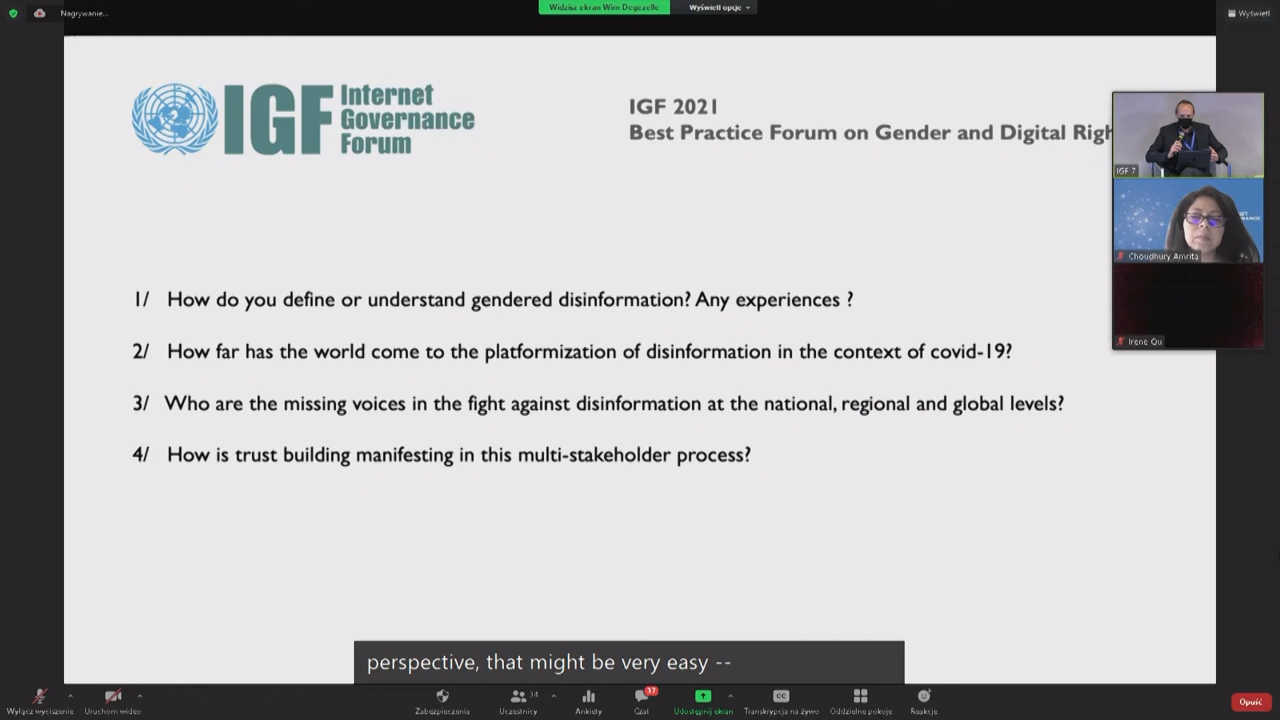 Nagrywanie...
Widzisz ekran Wim Degezelle
Wyświetl opcje
Wyświetl
IGF Internet
Governance
Forum
IGF 2021
Best Practice Forum on Gender and Digital Righ
IGF 7
Choudhury Amrita
Irene Qu
1/ How do you define or understand gendered disinformation? Any experiences ?
2/ How far has the world come to the platformization of disinformation in the context of covid-19?
3/ Who are the missing voices in the fight against disinformation at the national, regional and global levels?
4/ How is trust building manifesting in this multi-stakeholder process?
perspective, that might be very easy --
Wyłącz wyciszenie
Uruchom wideo
Zabezpieczenia
Uczestnicy
34
Ankiety
Czat
37
Udostępnij ekran
CC
Transkrypcja na żywo
Oddzielne pokoje
Reakcje
Opuść